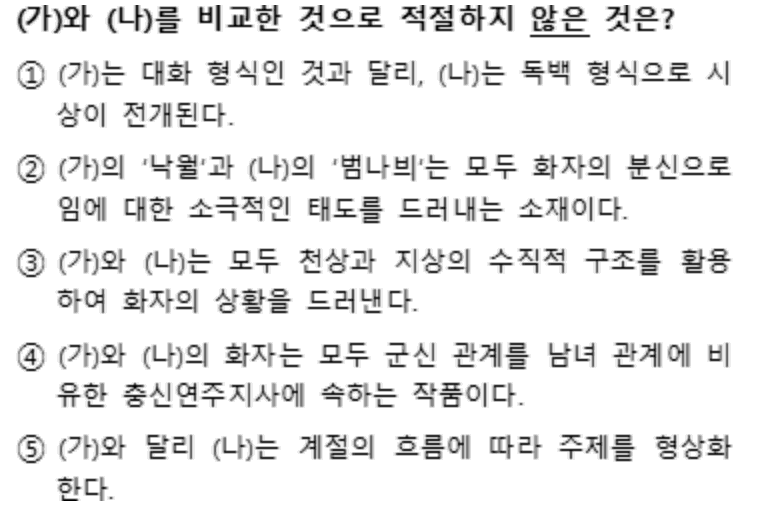 (가)와 (나)를 비교한 것으로 적절하지 않은 것은?
① (가)는 대화 형식인 것과 달리, (나)는 독백 형식으로 시
상이 전개된다.
② (가)의 '낙월'과 (나)의 '범나븨'는 모두 화자의 분신으로
임에 대한 소극적인 태도를 드러내는 소재이다.
③ (가)와 (나)는 모두 천상과 지상의 수직적 구조를 활용
하여 화자의 상황을 드러낸다.
④ (가)와 (나)의 화자는 모두 군신 관계를 남녀 관계에 비
유한 충신연주지사에 속하는 작품이다.
⑤ (가)와 달리 (나)는 계절의 흐름에 따라 주제를 형상화
한다.